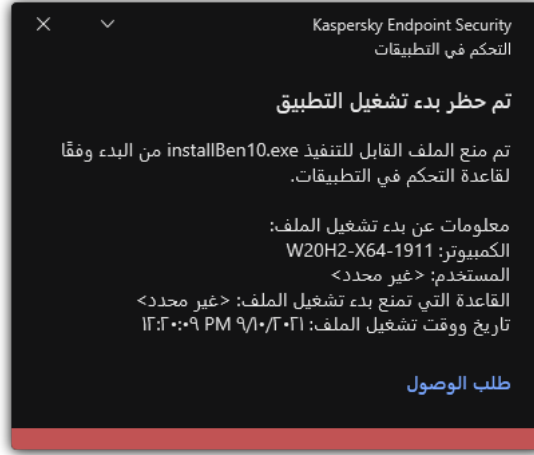 Kaspersky Endpoint Security
التحكم في التطبيقات
تم حظر بدء تشغيل التطبيق
تم منع الملف القابل للتنفيذ installBen10.exe من البدء وفقًا
لقاعدة التحكم في التطبيقات.
معلومات عن بدء تشغيل الملف:
الكمبيوتر: W20H2-X64-1911
المستخدم: <غير محدد>
القاعدة التي تمنع بدء تشغيل الملف: <غير محدد>
تاريخ ووقت تشغيل الملف: ٩/١٠/٢٠٢١ ١٢:٢٠:٠٩ PM
طلب الوصول